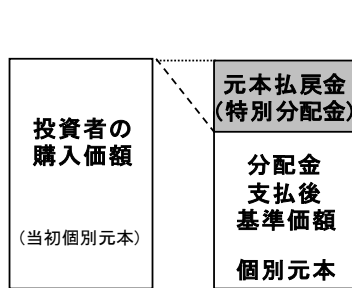 投資者の
購入価額
(当初個別元本)
元本払戻金
(特別分配金)
分配金
支払後
基準価額
個別元本